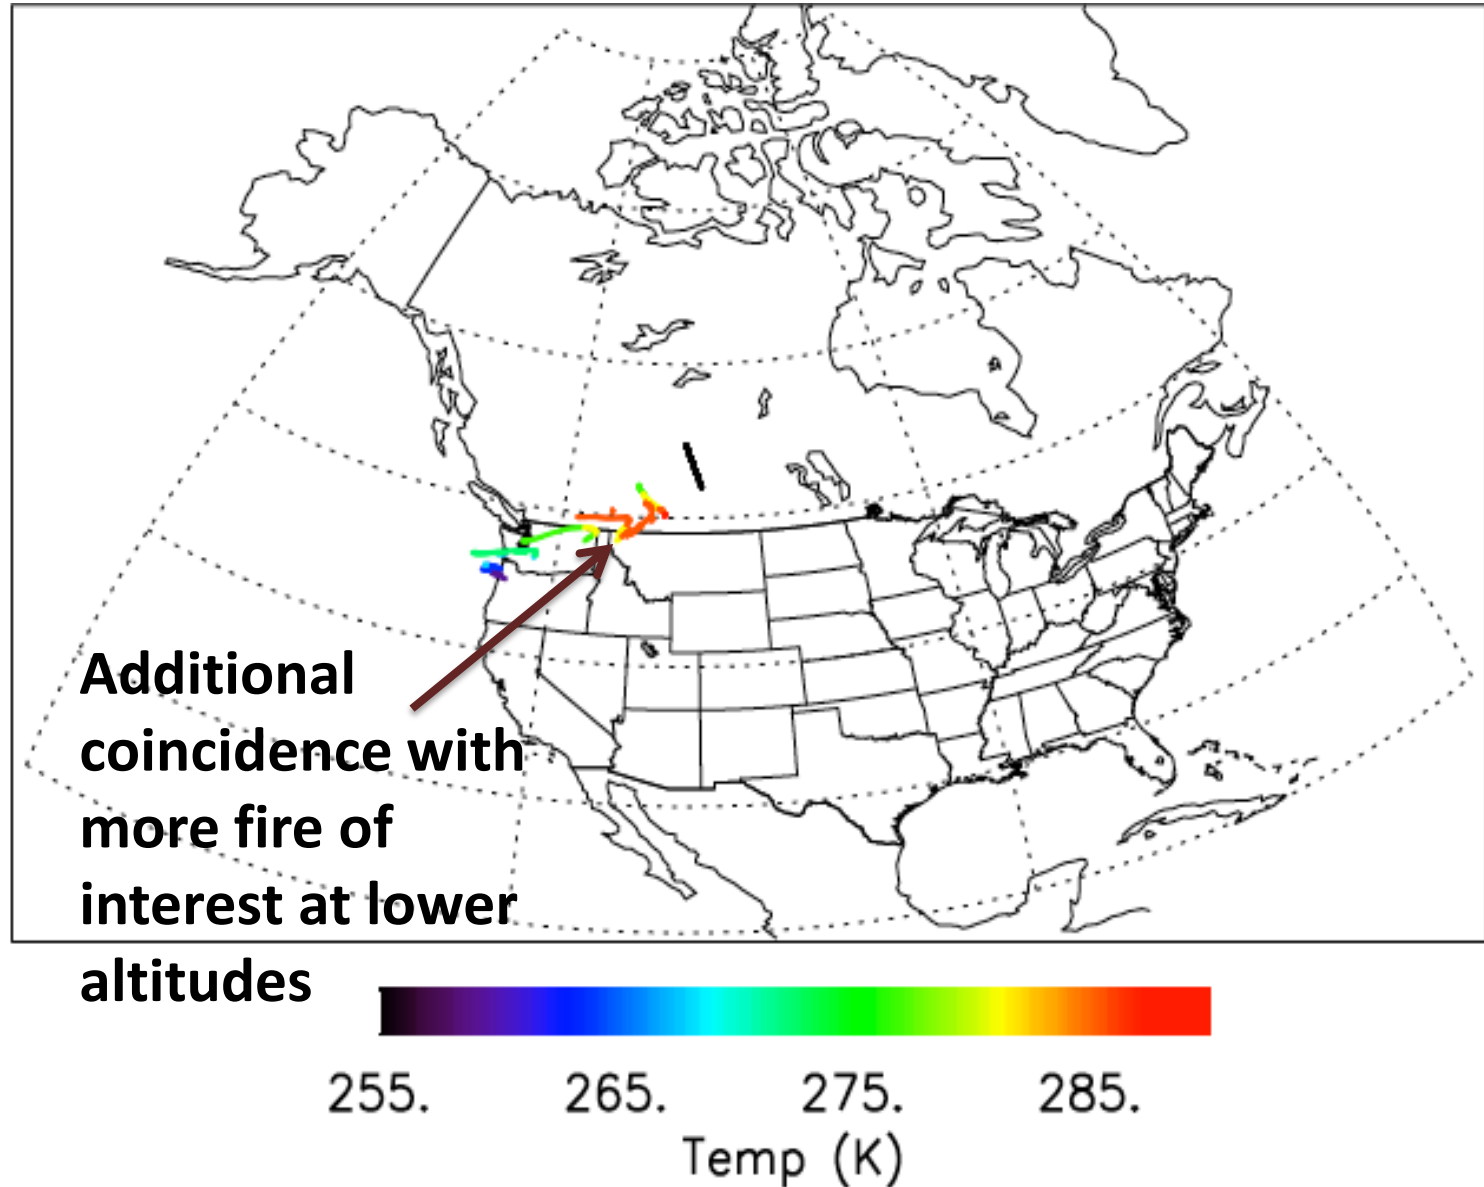 Additional
coincidence with
more fire of
interest at lower
altitudes
255. 265. 275. 285.
Temp (K)